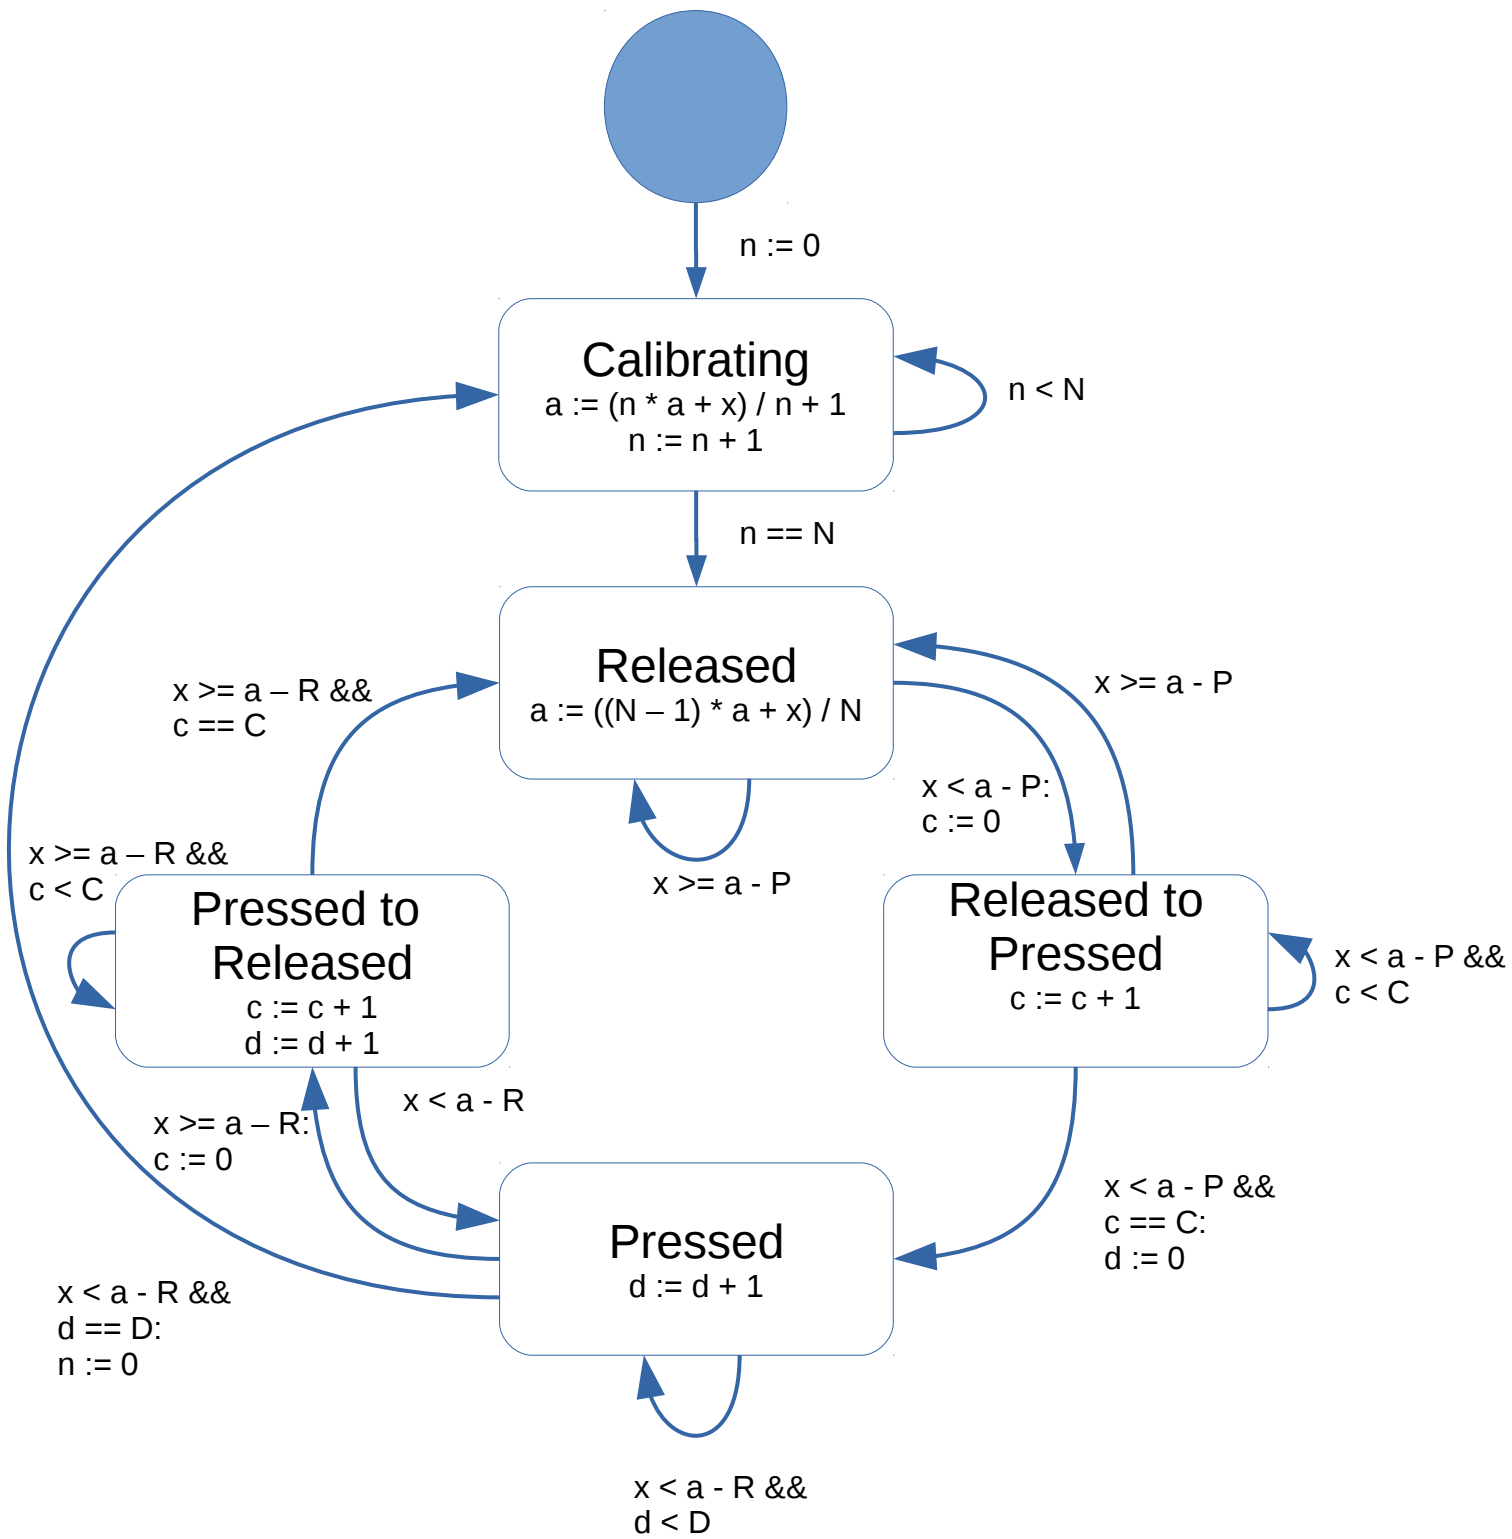 n := 0
Calibrating
a := (n * a + x) / n + 1
n := n + 1
n < N
n == N
Released
a := ((N – 1) * a + x) / N
x >= a – R &&
c == C
x >= a - P
x < a - P:
c := 0
x >= a - P
x >= a – R &&
c < C
Pressed to
Released
c := c + 1
d := d + 1
Released to
Pressed
c := c + 1
x < a - P &&
c < C
x < a - R
x >= a – R:
c := 0
x < a - P &&
c == C:
d := 0
Pressed
d := d + 1
x < a - R &&
d == D:
n := 0
x < a - R &&
d < D